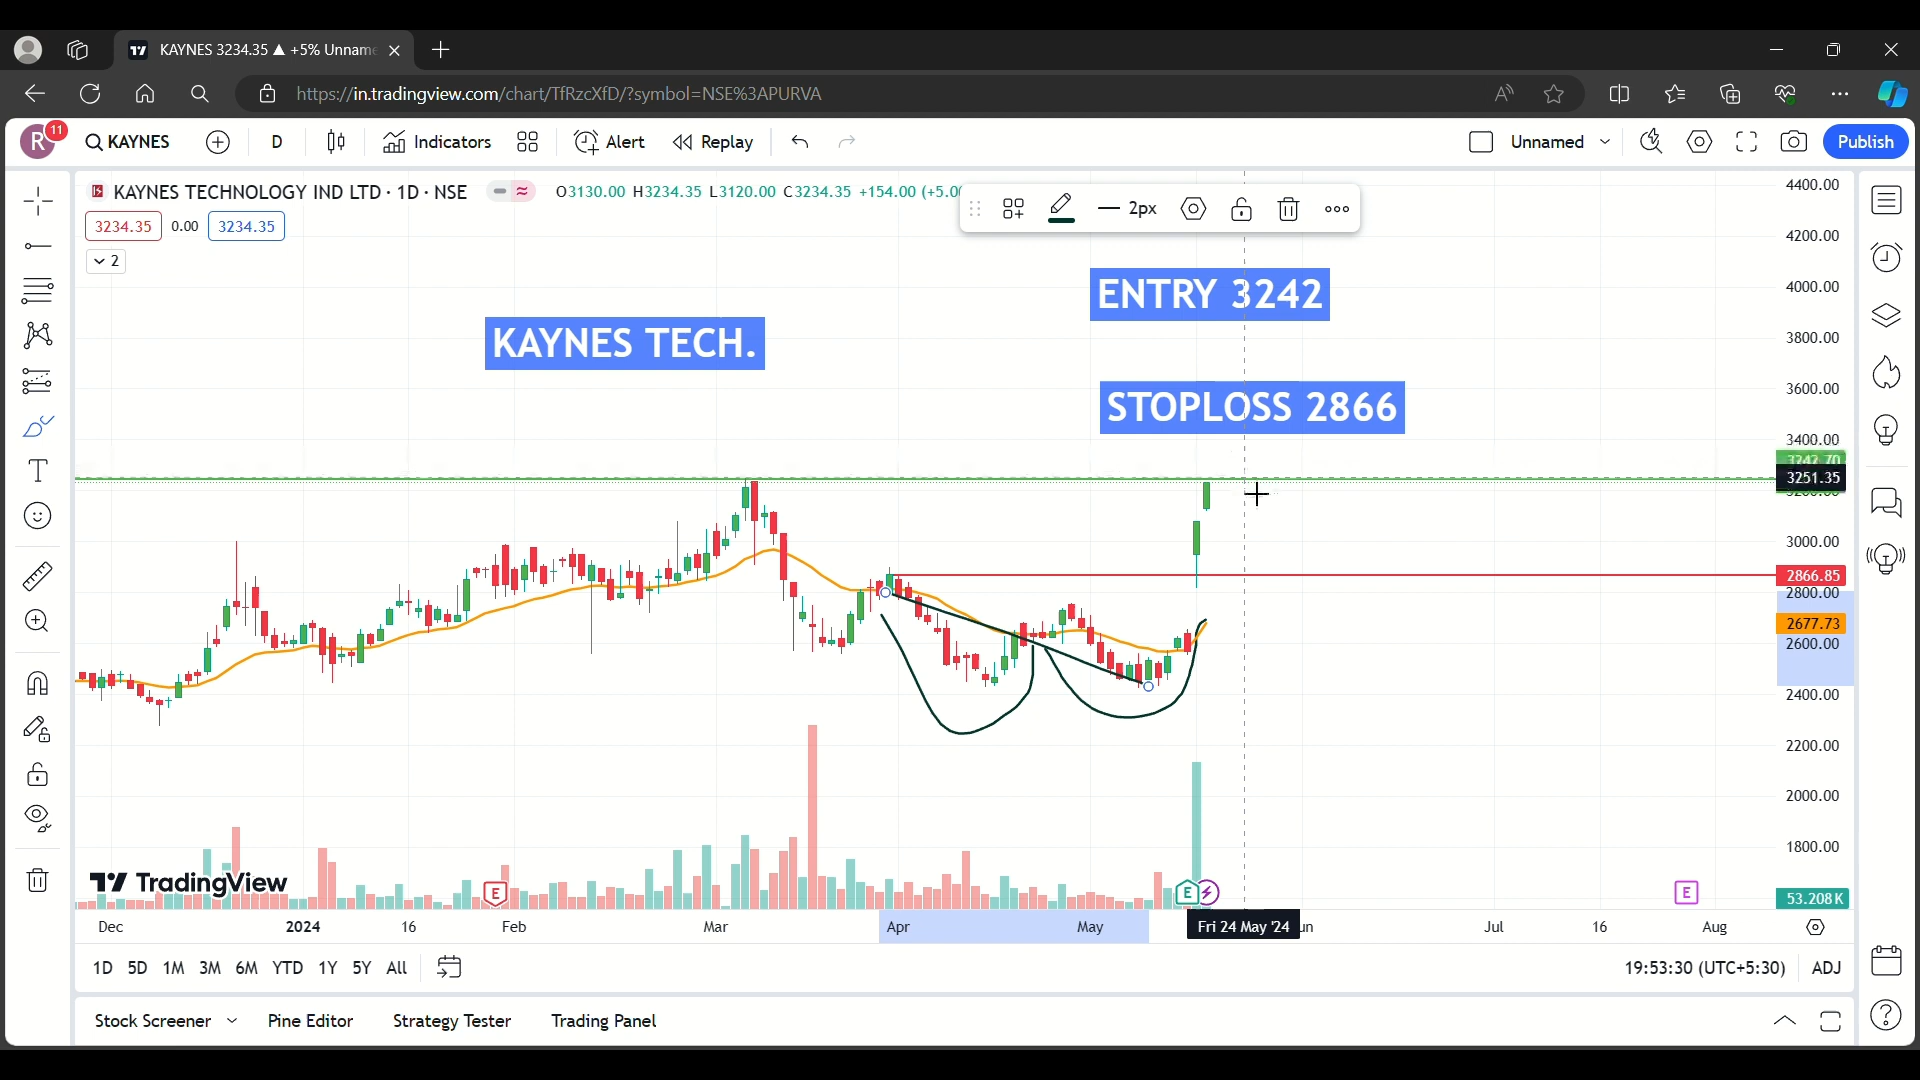 KAYNES 3234.35 ▲ +5% Unname
https://in.tradingview.com/chart/TfRzcXfD/?symbol=NSE%3APURVA
R
11
KAYNES
D
Indicators
Alert
Replay
Unnamed
Publish
KAYNES TECHNOLOGY IND LTD · 1D · NSE
O3130.00 H3234.35 L3120.00 C3234.35 +154.00 (+5.00
2px
3234.35
0.00
3234.35
2
ENTRY 3242
KAYNES TECH.
STOPLOSS 2866
4400.00
4200.00
4000.00
3800.00
3600.00
3400.00
3242.70
3251.35
3000.00
2866.85
2800.00
2677.73
2600.00
2400.00
2200.00
2000.00
1800.00
53.208K
TradingView
E
E
E
Dec
2024
16
Feb
Mar
Apr
May
Fri 24 May '24
un
Jul
16
Aug
1D
5D
1M
3M
6M
YTD
1Y
5Y
All
19:53:30 (UTC+5:30)
ADJ
Stock Screener
Pine Editor
Strategy Tester
Trading Panel